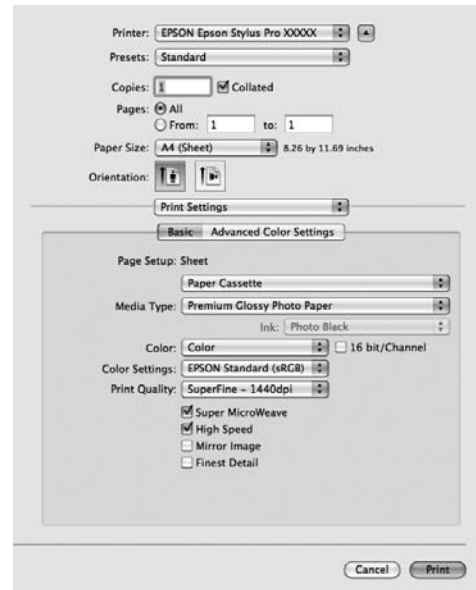 Printer: EPSON Epson Stylus Pro XXXXX
Presets: Standard
Copies: 1 Collated
Pages: All
From: 1 to: 1
Paper Size: A4 (Sheet) 8.26 by 11.69 inches
Orientation:
Print Settings
Basic Advanced Color Settings
Page Setup: Sheet
Paper Cassette
Media Type: Premium Glossy Photo Paper
Ink: Photo Black
Color: Color 16 bit/Channel
Color Settings: EPSON Standard (sRGB)
Print Quality: SuperFine – 1440dpi
Super MicroWeave
High Speed
Mirror Image
Finest Detail
Cancel Print